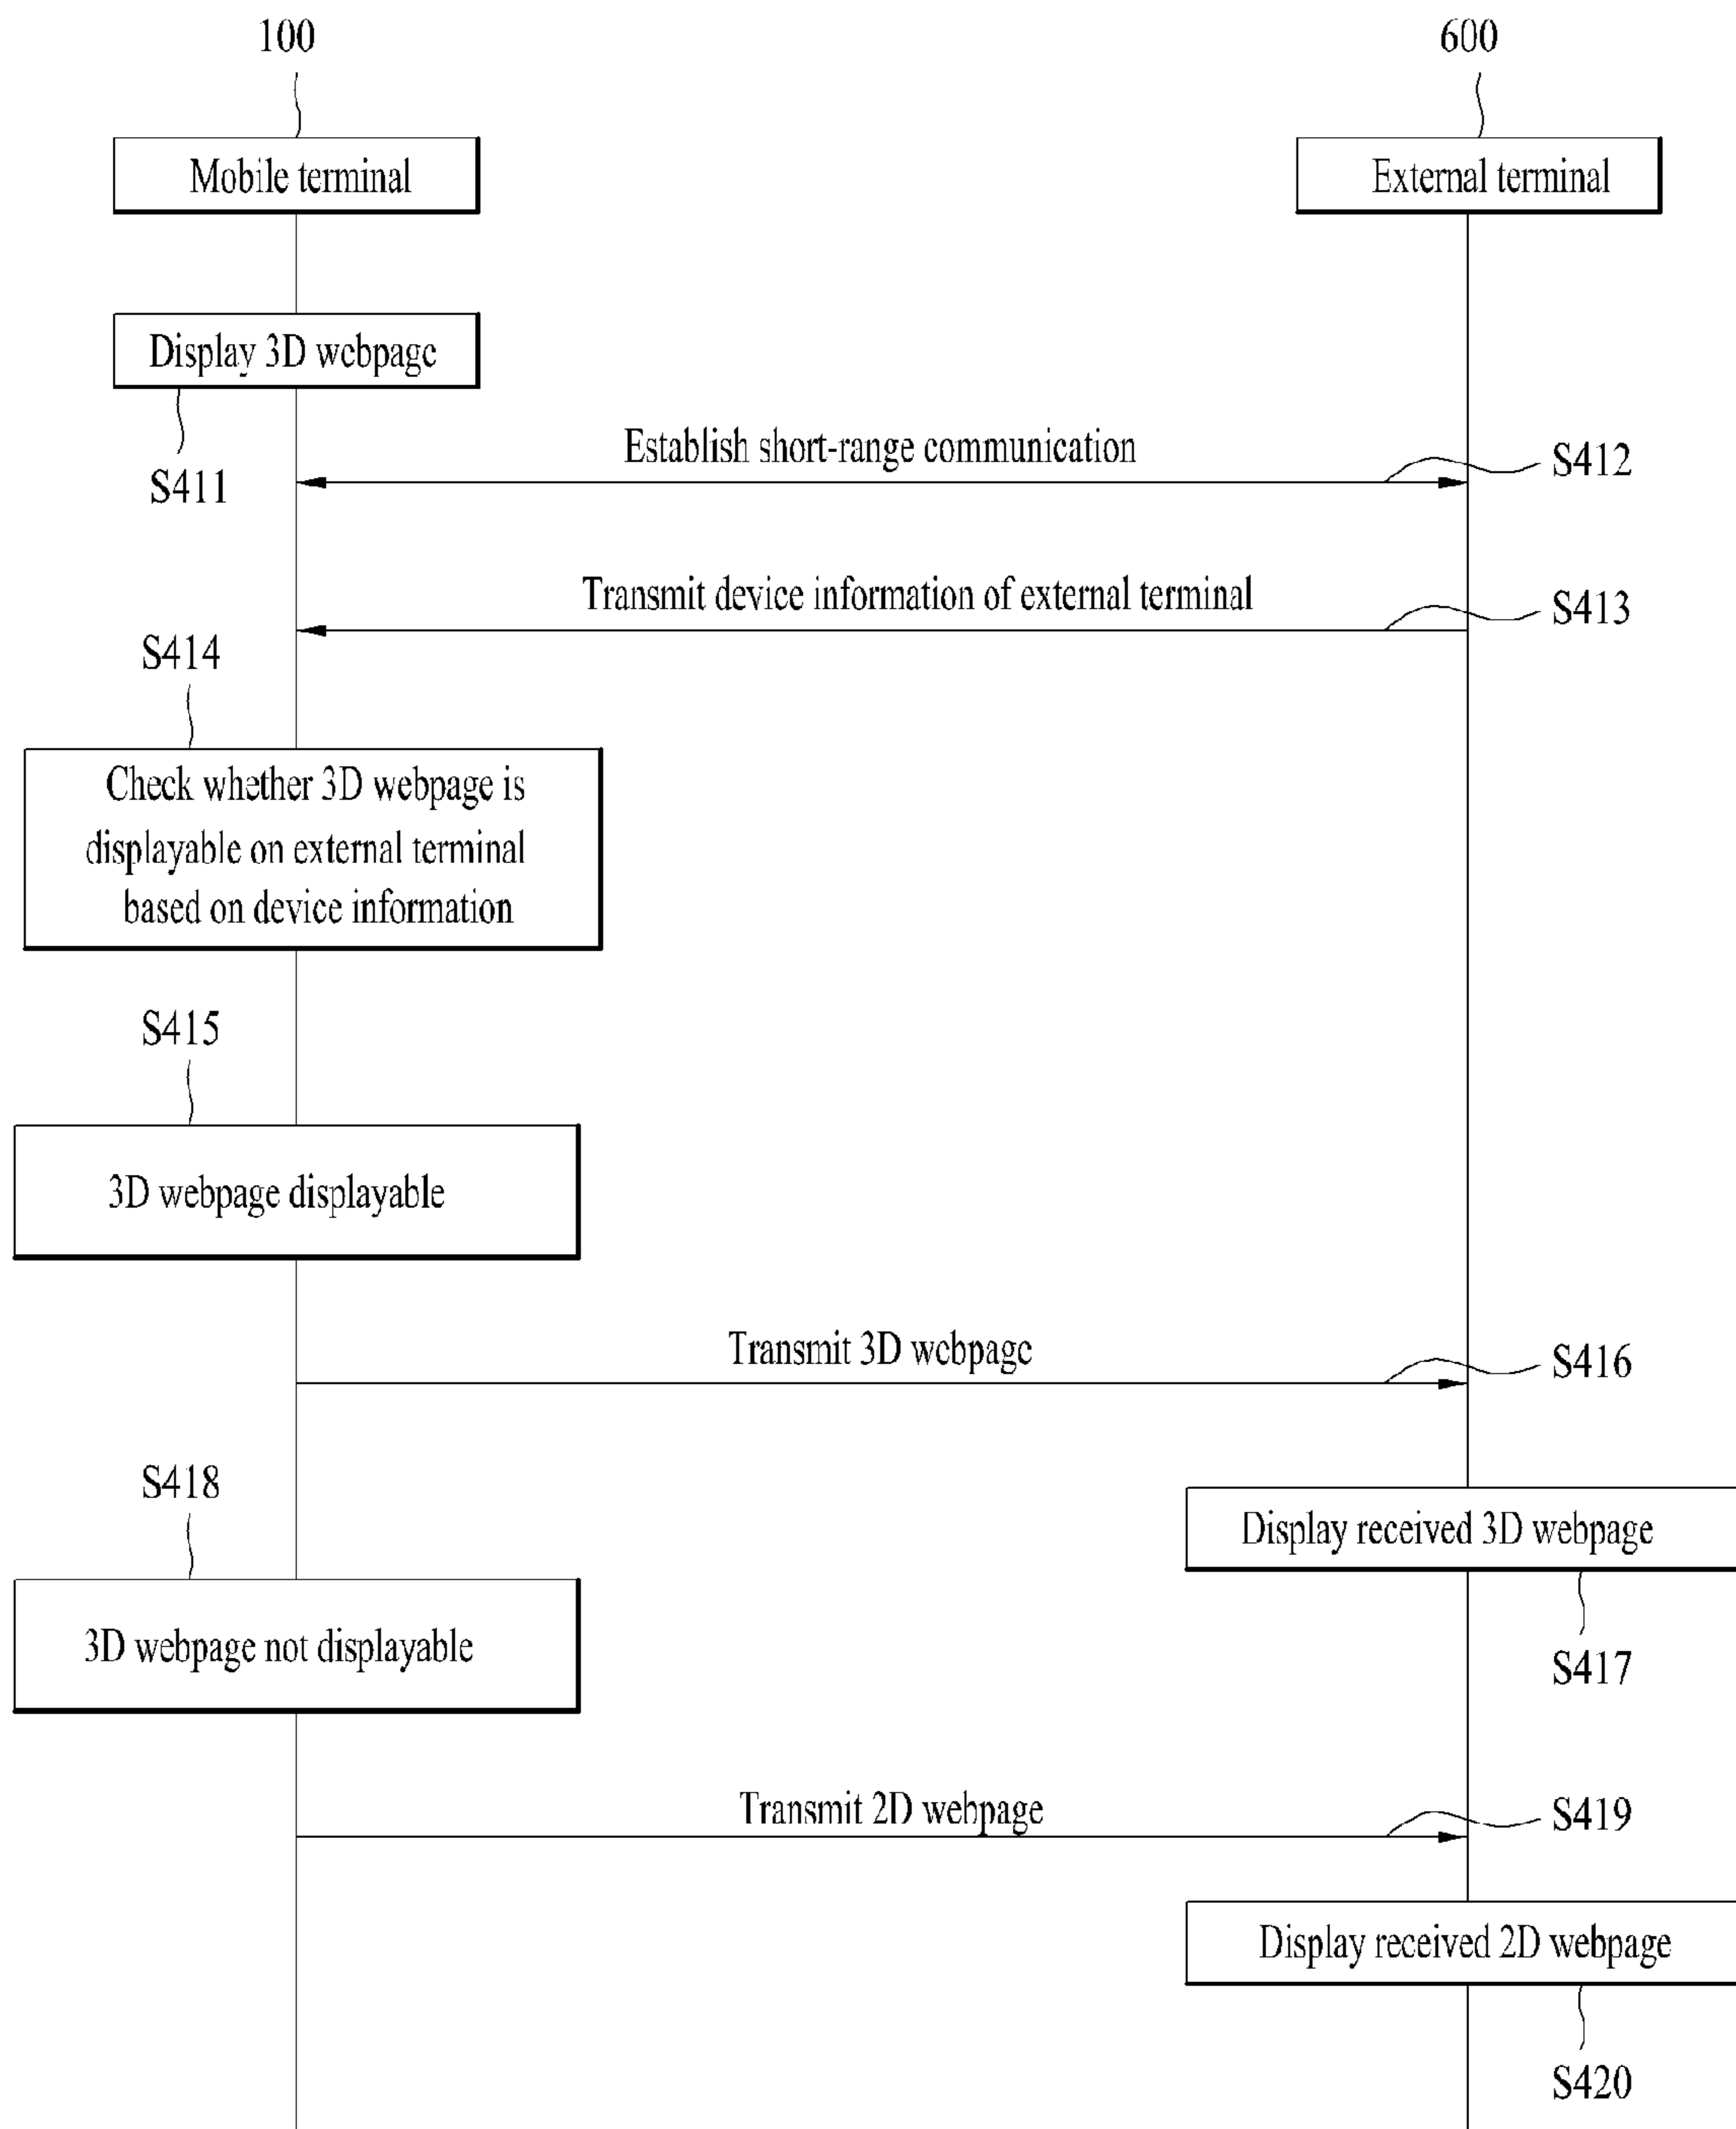 100
600
Mobile terminal
External terminal
Display 3D webpage
S411
Establish short-range communication
S412
Transmit device information of external terminal
S413
S414
Check whether 3D webpage is
displayable on external terminal
based on device information
S415
3D webpage displayable
Transmit 3D webpage
S416
S418
Display received 3D webpage
3D webpage not displayable
S417
Transmit 2D webpage
S419
Display received 2D webpage
S420